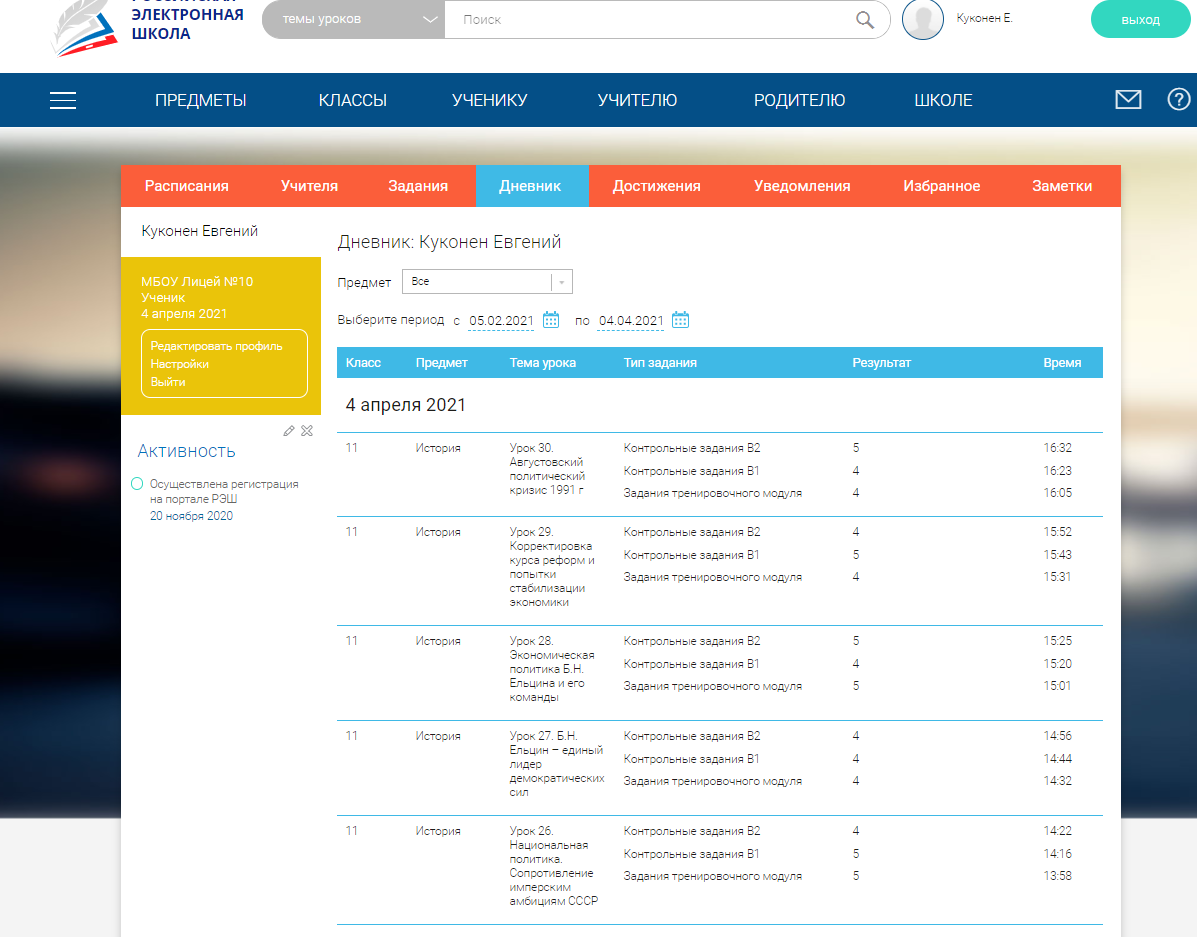 ЭЛЕКТРОННАЯ
ШКОЛА
темы уроков
Поиск
Куконен Е.
выход
ПРЕДМЕТЫ КЛАССЫ УЧЕНИКУ УЧИТЕЛЮ РОДИТЕЛЮ ШКОЛЕ
Расписания Учителя Задания Дневник Достижения Уведомления Избранное Заметки
Куконен Евгений
МБОУ Лицей №10
Ученик
4 апреля 2021
Редактировать профиль
Настройки
Выйти
Активность
Осуществлена регистрация
на портале РЭШ
20 ноября 2020
Дневник: Куконен Евгений
Предмет Все
Выберите период с 05.02.2021 по 04.04.2021
Класс Предмет Тема урока Тип задания Результат Время
4 апреля 2021
11 История Урок 30. Контрольные задания В2 5 16:32
Августовский
политический Контрольные задания В1 4 16:23
кризис 1991 г Задания тренировочного модуля 4 16:05
11 История Урок 29. Контрольные задания В2 4 15:52
Корректировка Контрольные задания В1 5 15:43
курса реформ и
попытки Задания тренировочного модуля 4 15:31
стабилизации
экономики
11 История Урок 28. Контрольные задания В2 5 15:25
Экономическая Контрольные задания В1 4 15:20
политика Б.Н.
Ельцина и его Задания тренировочного модуля 5 15:01
команды
11 История Урок 27. Б.Н. Контрольные задания В2 4 14:56
Ельцин – единый Контрольные задания В1 4 14:44
лидер
демократических Задания тренировочного модуля 4 14:32
сил
11 История Урок 26. Контрольные задания В2 4 14:22
Национальная Контрольные задания В1 5 14:16
политика.
Сопротивление Задания тренировочного модуля 5 13:58
имперским
амбициям СССР